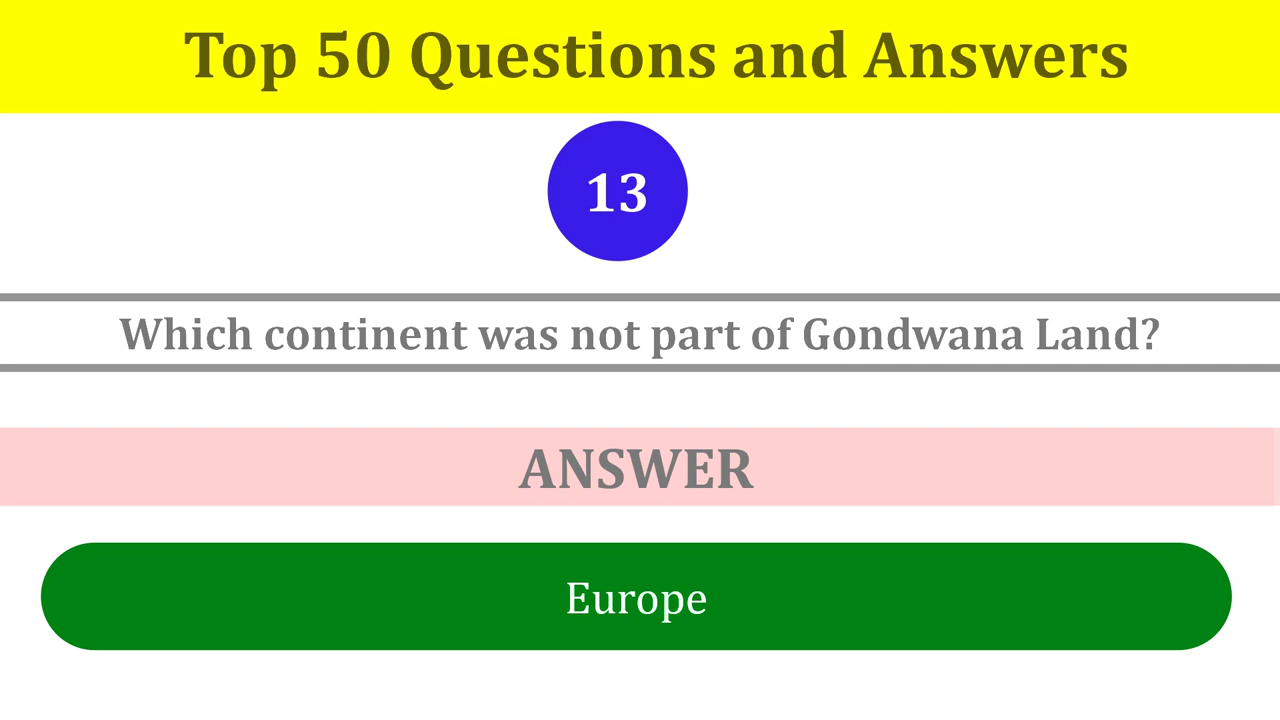 Top 50 Questions and Answers
13
Which continent was not part of Gondwana Land?
ANSWER
Europe